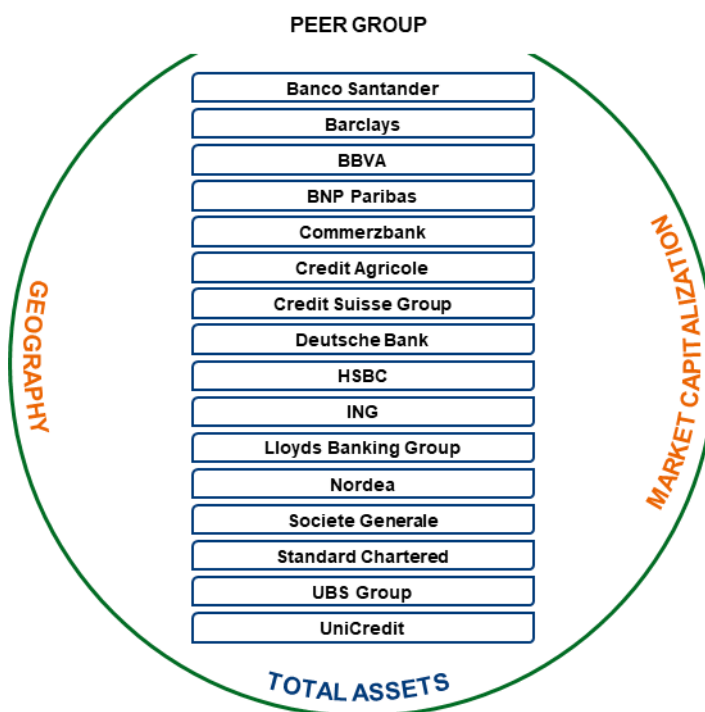 PEER GROUP
Banco Santander
Barclays
BBVA
BNP Paribas
Commerzbank
Credit Agricole
Credit Suisse Group
Deutsche Bank
HSBC
ING
Lloyds Banking Group
Nordea
Societe Generale
Standard Chartered
UBS Group
UniCredit
GEOGRAPHY
MARKET CAPITALIZATION
TOTAL ASSETS